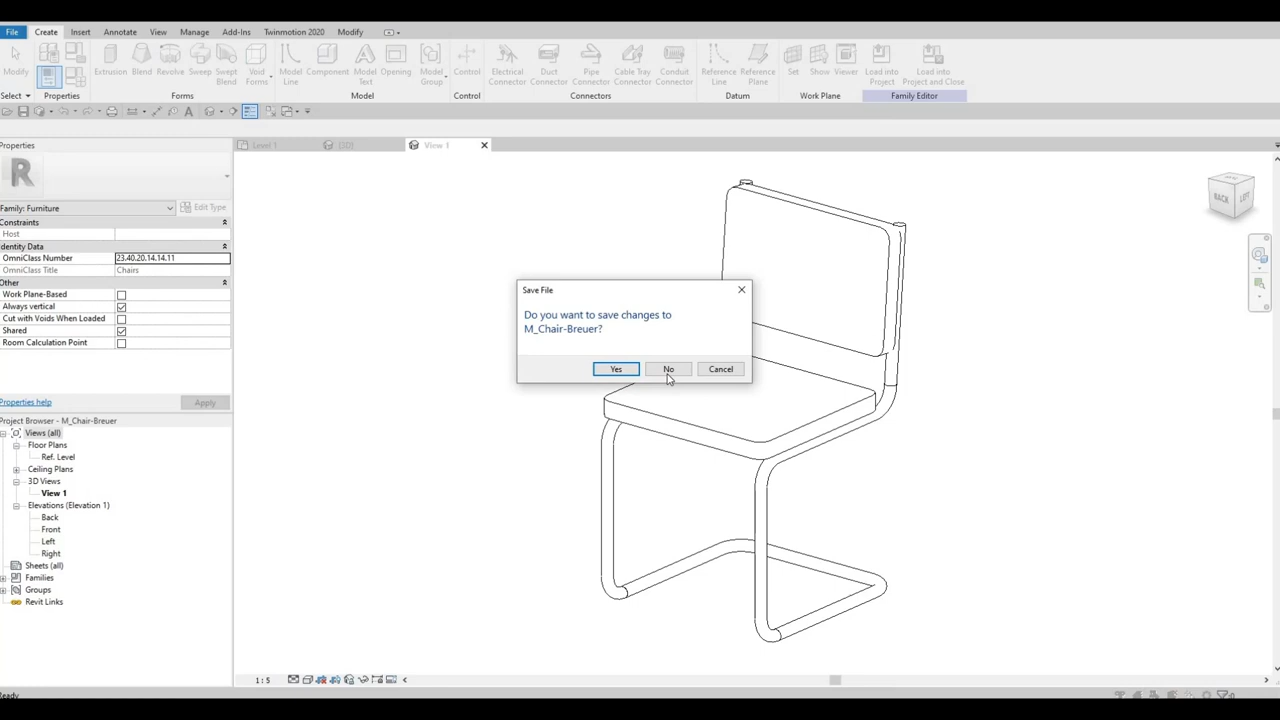 File Create Insert Annotate View Manage Add-Ins Twinmotion 2020 Modify
Modify Extrusion Blend Revolve Sweep Swept Blend Void Forms Model Line Component Model Text Opening Model Group Control Electrical Connector Duct Connector Pipe Connector Cable Tray Connector Conduit Connector Reference Line Reference Plane Set Show Viewer Load into Project Load into Project and Close
Select Properties Forms Model Control Connectors Datum Work Plane Family Editor
Properties
Level 1
{3D}
View 1
R
Family: Furniture
Edit Type
Constraints
Host
Identity Data
OmniClass Number 23.40.20.14.14.11
OmniClass Title Chairs
Other
Work Plane-Based
Always vertical
Cut with Voids When Loaded
Shared
Room Calculation Point
Properties help
Apply
Project Browser - M_Chair-Breuer
Views (all)
Floor Plans
Ref. Level
Ceiling Plans
3D Views
View 1
Elevations (Elevation 1)
Back
Front
Left
Right
Sheets (all)
Families
Groups
Revit Links
Save File
Do you want to save changes to
M_Chair-Breuer?
Yes No Cancel
BACK LEFT
1 : 5
Ready